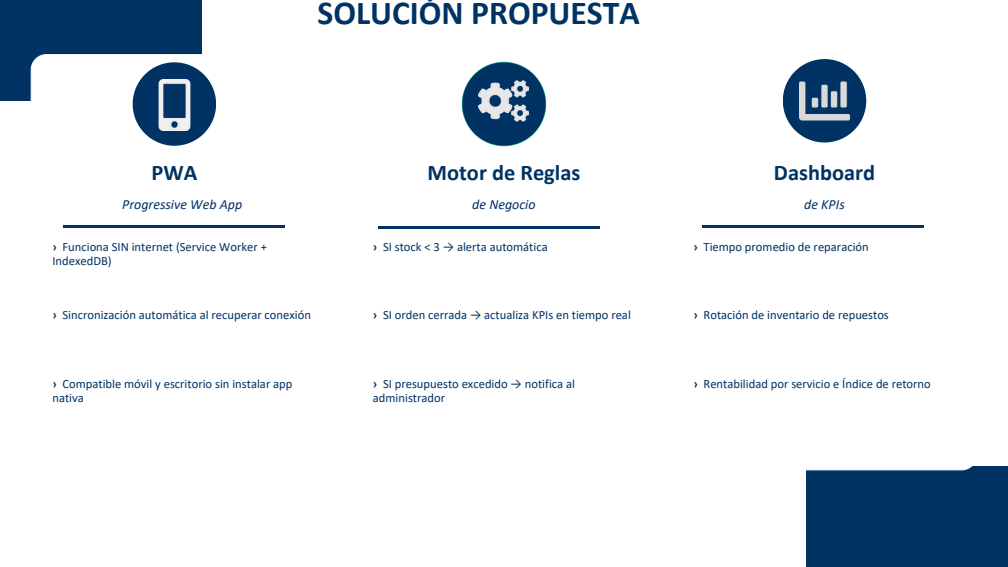 SOLUCIÓN PROPUESTA
PWA
Progressive Web App
› Funciona SIN internet (Service Worker +
IndexedDB)
› Sincronización automática al recuperar conexión
› Compatible móvil y escritorio sin instalar app
nativa
Motor de Reglas
de Negocio
› SI stock < 3 → alerta automática
› SI orden cerrada → actualiza KPIs en tiempo real
› SI presupuesto excedido → notifica al
administrador
Dashboard
de KPIs
› Tiempo promedio de reparación
› Rotación de inventario de repuestos
› Rentabilidad por servicio e Índice de retorno